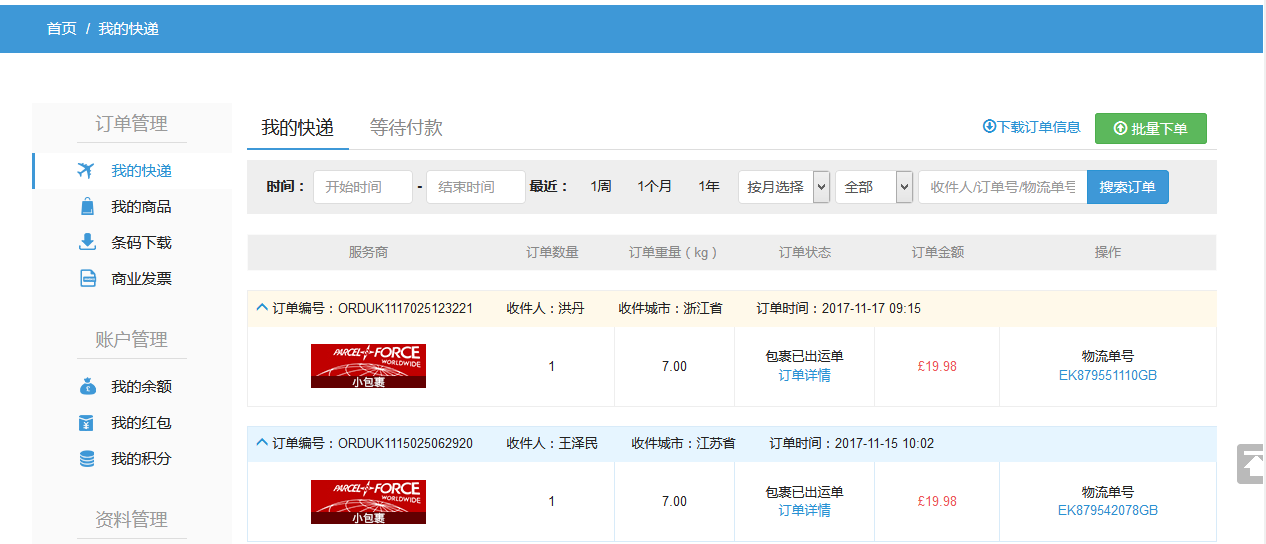 首页 / 我的快递
订单管理
我的快递
我的商品
条码下载
商业发票
账户管理
我的余额
我的红包
我的积分
资料管理
我的快递 等待付款 下载订单信息 批量下单
时间： 开始时间 - 结束时间 最近： 1周 1个月 1年 按月选择 全部 收件人/订单号/物流单号 搜索订单
服务商 订单数量 订单重量（kg） 订单状态 订单金额 操作
订单编号：ORDUK1117025123221 收件人：洪丹 收件城市：浙江省 订单时间：2017-11-17 09:15
PARCEL FORCE
WORLDWIDE
小包裹
1 7.00 包裹已出运单 £19.98 物流单号
订单详情 EK879551110GB
订单编号：ORDUK1115025062920 收件人：王泽民 收件城市：江苏省 订单时间：2017-11-15 10:02
PARCEL FORCE
WORLDWIDE
小包裹
1 7.00 包裹已出运单 £19.98 物流单号
订单详情 EK879542078GB